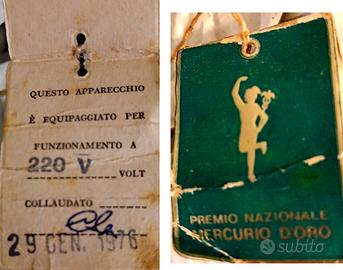 QUESTO APPARECCHIO
È EQUIPAGGIATO PER
FUNZIONAMENTO A
220 V VOLT
COLLAUDATO
29 GEN. 1976
PREMIO NAZIONALE
MERCURIO D'ORO
subito